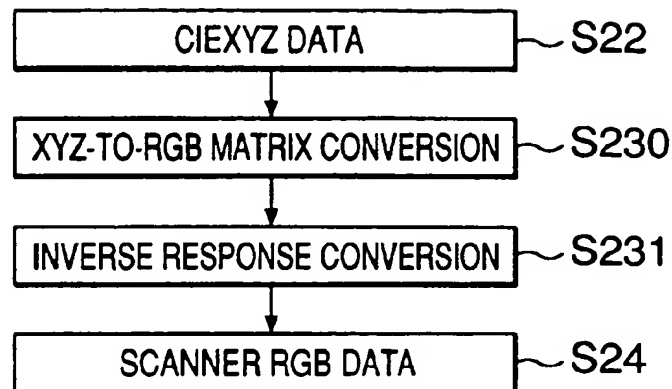 CIEXYZ DATA S22
XYZ-TO-RGB MATRIX CONVERSION S230
INVERSE RESPONSE CONVERSION S231
SCANNER RGB DATA S24